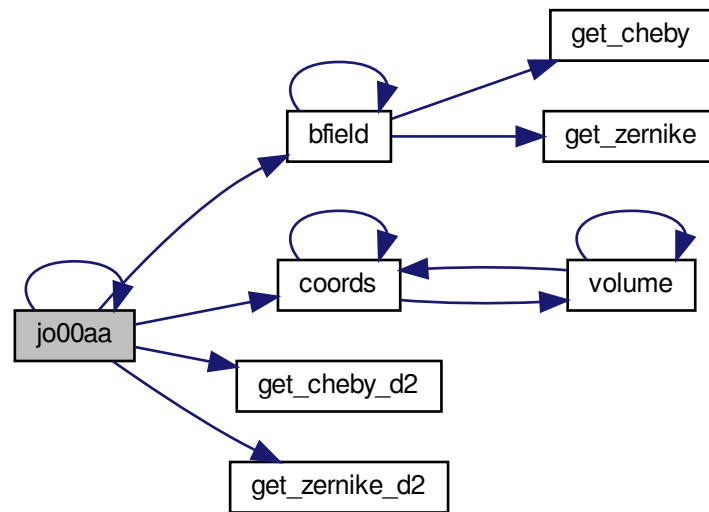 get_cheby
bfield
get_zernike
coords
volume
jo00aa
get_cheby_d2
get_zernike_d2